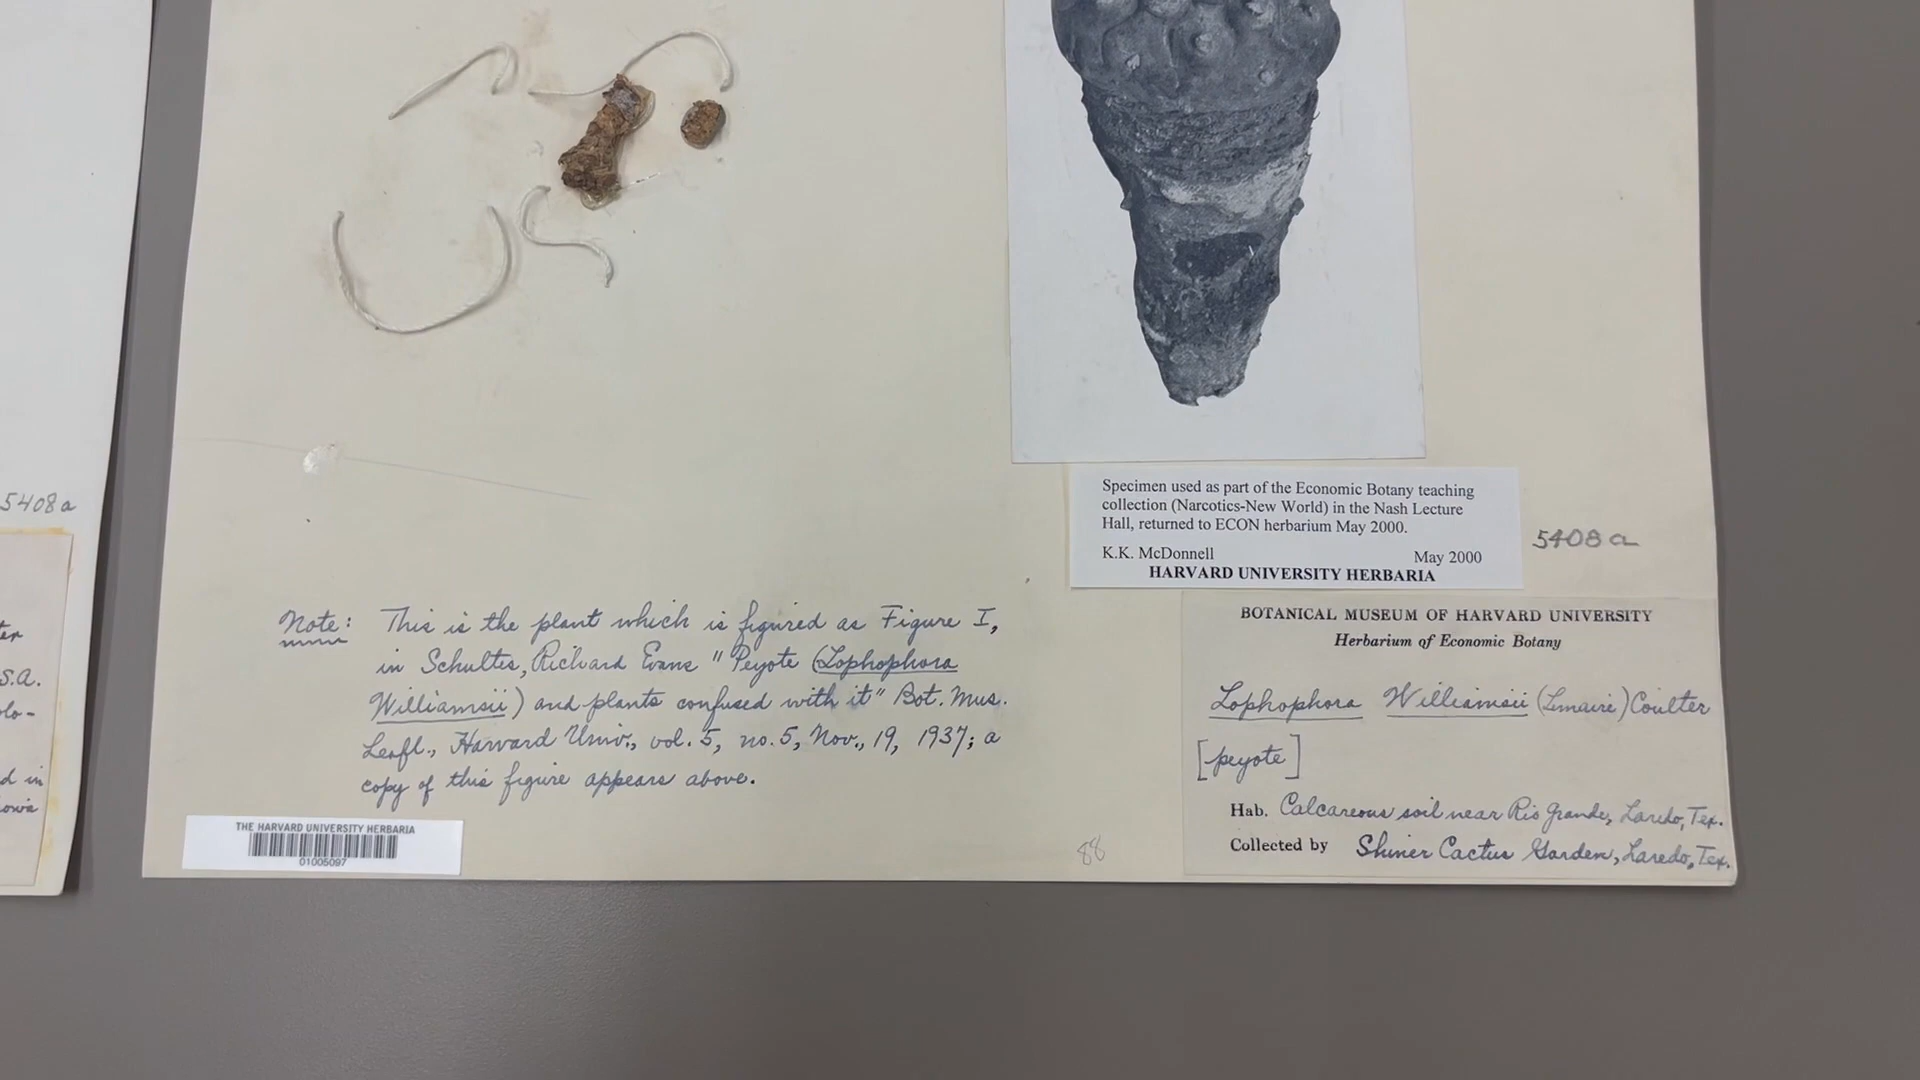 5408a
S.A.
olo-
d in
owa
Specimen used as part of the Economic Botany teaching
collection (Narcotics-New World) in the Nash Lecture
Hall, returned to ECON herbarium May 2000.
K.K. McDonnell May 2000
HARVARD UNIVERSITY HERBARIA
5408a
Note: This is the plant which is figured as Figure I,
in Schultes, Richard Evans "Peyote (Lophophora
Williamsii) and plants confused with it" Bot. Mus.
Leafl., Harvard Univ., vol. 5, no. 5, Nov., 19, 1937; a
copy of this figure appears above.
THE HARVARD UNIVERSITY HERBARIA
01005097
88
BOTANICAL MUSEUM OF HARVARD UNIVERSITY
Herbarium of Economic Botany
Lophophora Williamsii (Lemaire) Coulter
[peyote]
Hab. Calcareous soil near Rio Grande, Laredo, Tex.
Collected by Shiner Cactus Garden, Laredo, Tex.